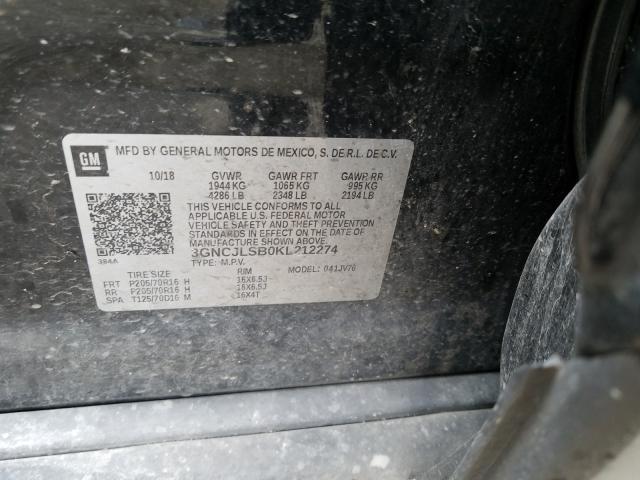 GM
MFD BY GENERAL MOTORS DE MEXICO, S. DE R.L. DE C.V.
10/18 GVWR GAWR FRT GAWR RR
1944 KG 1065 KG 995 KG
4286 LB 2348 LB 2194 LB
THIS VEHICLE CONFORMS TO ALL
APPLICABLE U.S. FEDERAL MOTOR
VEHICLE SAFETY AND THEFT PREVENTION
STANDARDS IN EFFECT ON THE DATE OF
MANUFACTURE SHOWN ABOVE.
3GNCJLSB0KL212274
384A
TYPE: M.P.V.
MODEL: 041JV76
TIRE SIZE RIM
FRT P205/70R16 H 16X6.5J
RR P205/70R16 H 16X6.5J
SPA T125/70D16 M 16X4T